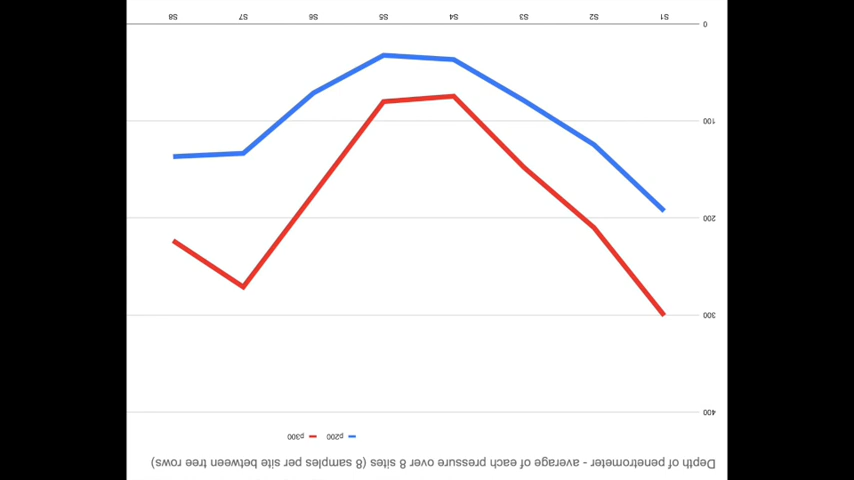 Depth of penetrometer - average of each pressure over 8 sites (8 samples per site between tree rows)
p200 p300
400
300
200
100
0
S1 S2 S3 S4 S5 S6 S7 S8